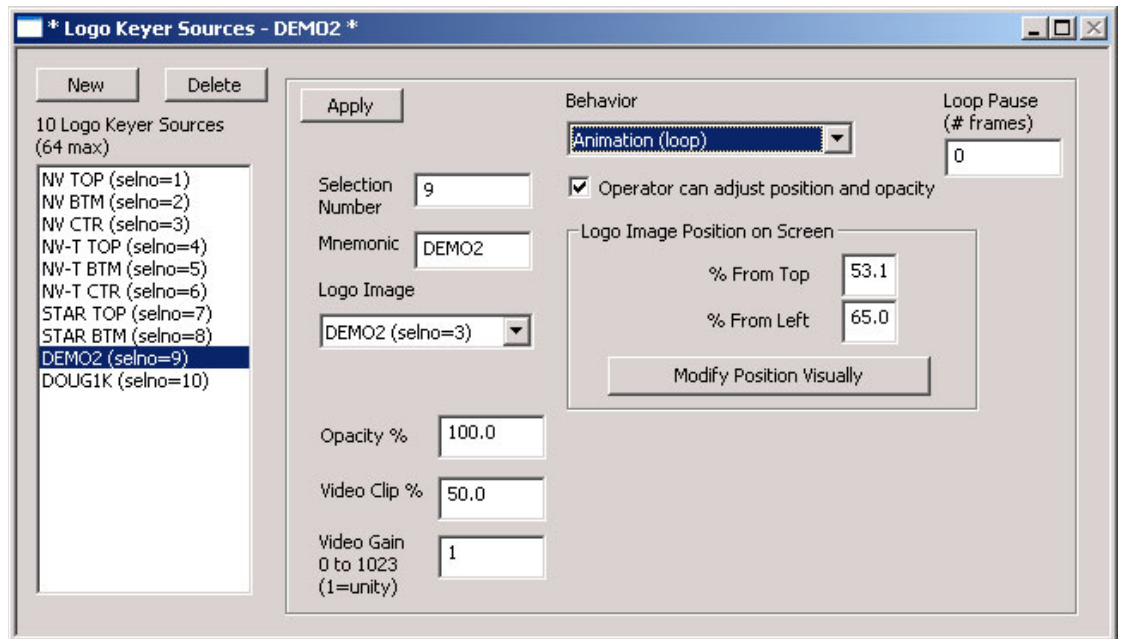 * Logo Keyer Sources - DEMO2 *
New
Delete
10 Logo Keyer Sources
(64 max)
NV TOP (selno=1)
NV BTM (selno=2)
NV CTR (selno=3)
NV-T TOP (selno=4)
NV-T BTM (selno=5)
NV-T CTR (selno=6)
STAR TOP (selno=7)
STAR BTM (selno=8)
DEMO2 (selno=9)
DOUG1K (selno=10)
Apply
Selection
Number
9
Mnemonic
DEMO2
Logo Image
DEMO2 (selno=3)
Opacity %
100.0
Video Clip %
50.0
Video Gain
0 to 1023
(1=unity)
1
Behavior
Animation (loop)
Loop Pause
(# frames)
0
Operator can adjust position and opacity
Logo Image Position on Screen
% From Top
53.1
% From Left
65.0
Modify Position Visually